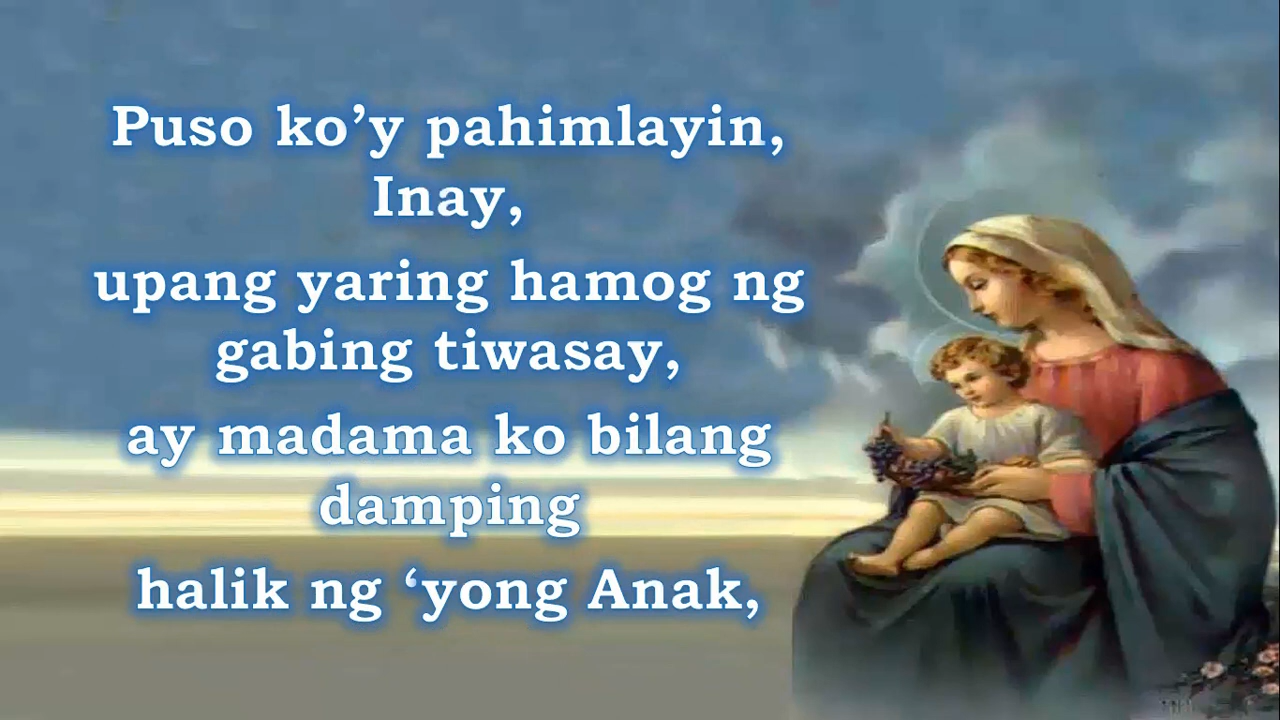 Puso ko’y pahimlayin,
Inay,
upang yaring hamog ng
gabing tiwasay,
ay madama ko bilang
damping
halik ng ‘yong Anak,